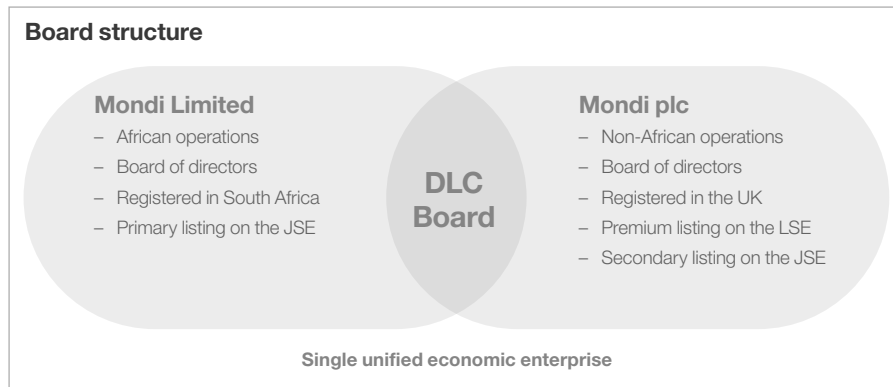 Board structure
Mondi Limited
– African operations
– Board of directors
– Registered in South Africa
– Primary listing on the JSE
DLC
Board
Mondi plc
– Non-African operations
– Board of directors
– Registered in the UK
– Premium listing on the LSE
– Secondary listing on the JSE
Single unified economic enterprise